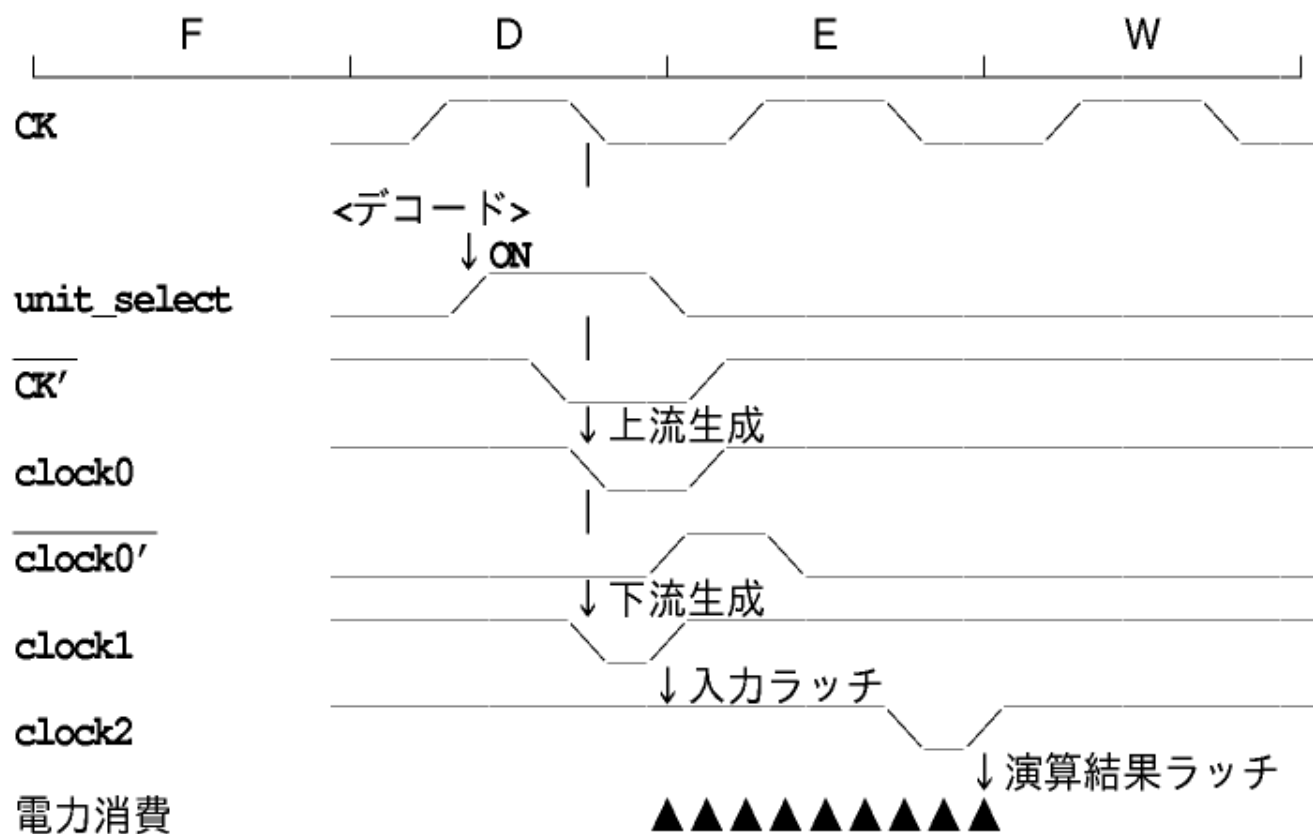 F D E W
CK
<デコード>
↓ON
unit_select
CK'
↓上流生成
clock0
clock0'
↓下流生成
clock1
↓入力ラッチ
clock2
↓演算結果ラッチ
電力消費 ▲▲▲▲▲▲▲▲▲